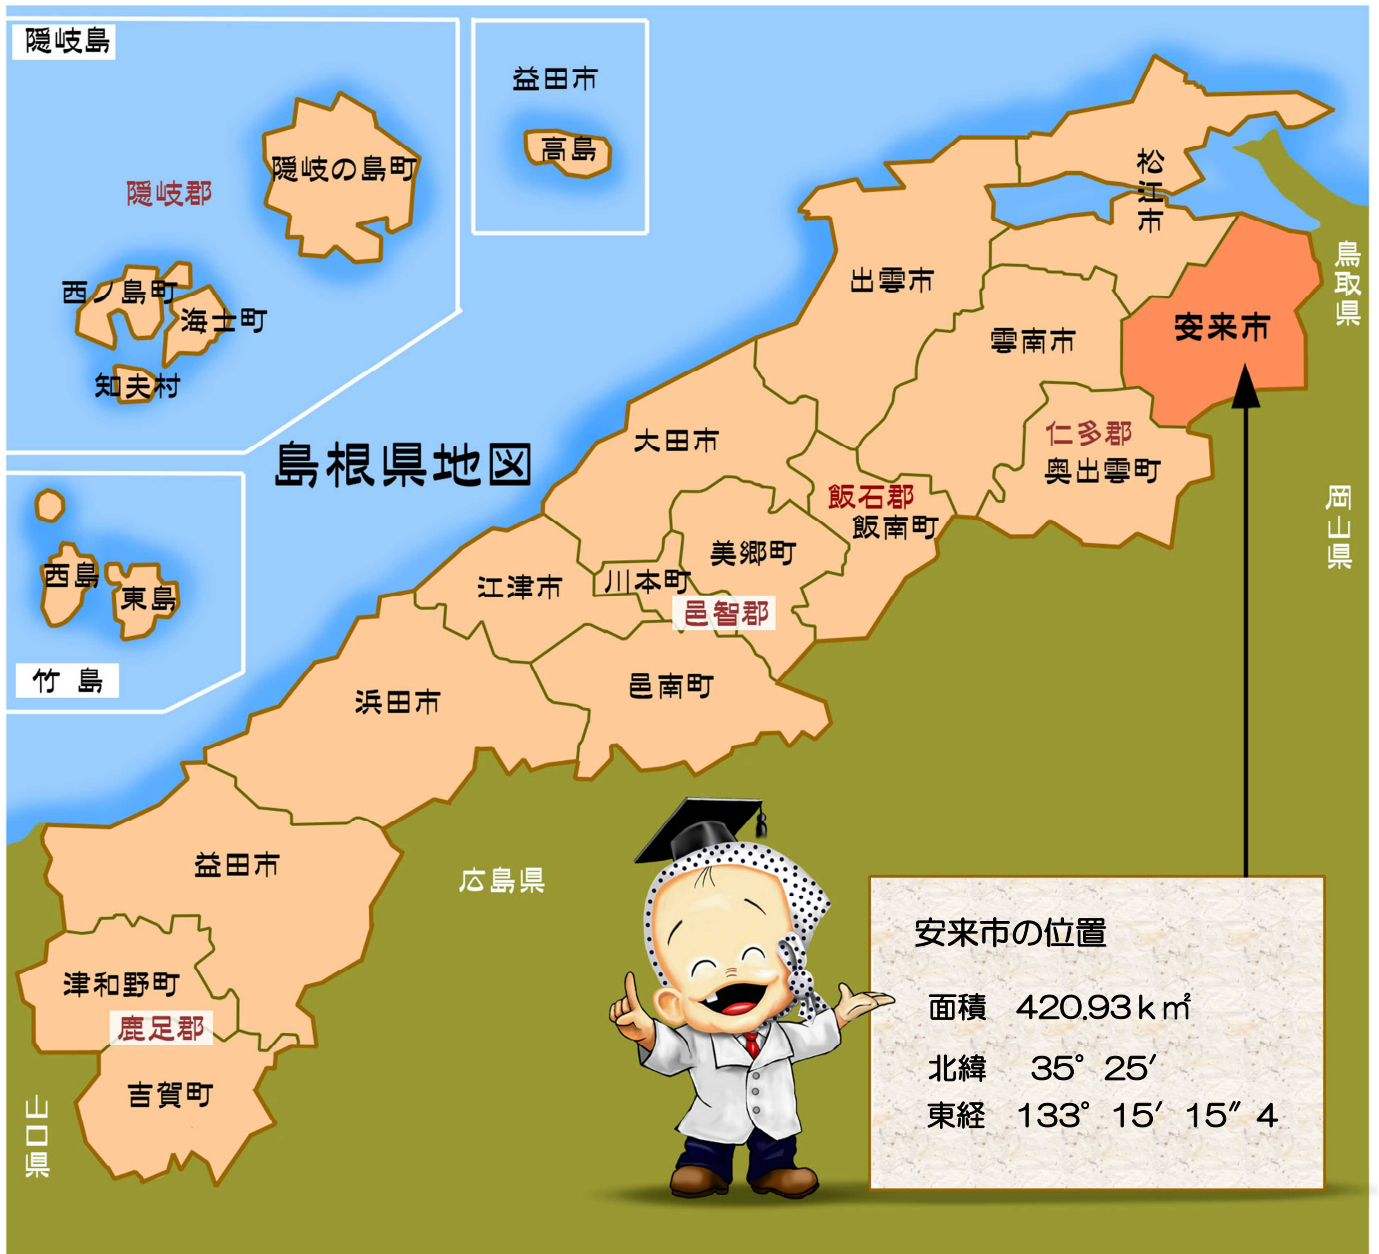 隠岐島
隠岐の島町
隠岐郡
西ノ島町
海士町
知夫村
益田市
高島
島根県地図
西島
東島
竹島
松江市
出雲市
安来市
雲南市
仁多郡
奥出雲町
大田市
飯石郡
飯南町
美郷町
川本町
江津市
邑智郡
邑南町
浜田市
益田市
津和野町
鹿足郡
吉賀町
鳥取県
岡山県
広島県
山口県
安来市の位置
面積 420.93k㎡
北緯 35°25′
東経 133°15′15″4